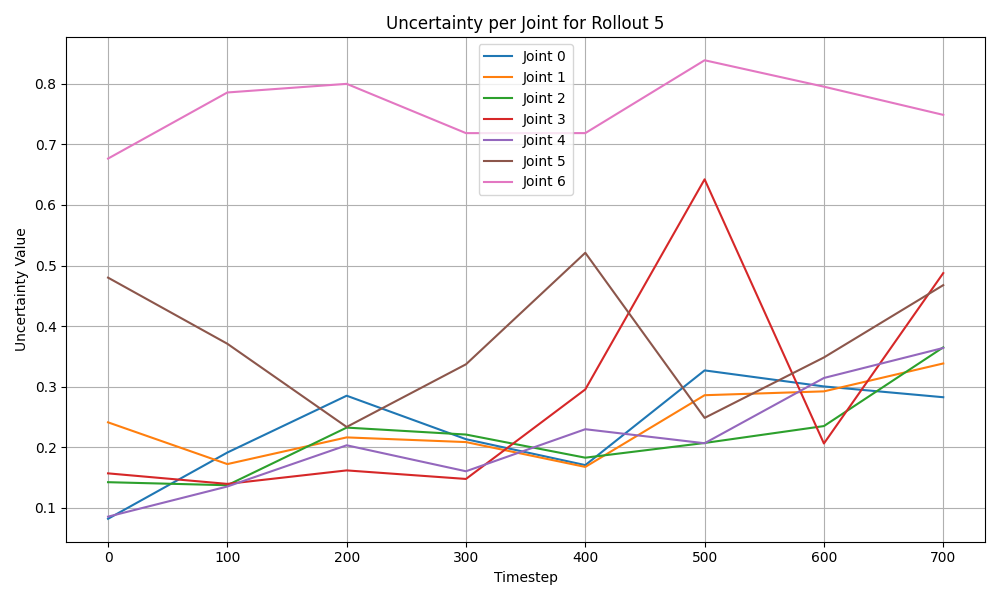 Uncertainty per Joint for Rollout 5
Joint 0
Joint 1
Joint 2
Joint 3
Joint 4
Joint 5
Joint 6
Uncertainty Value
0.8
0.7
0.6
0.5
0.4
0.3
0.2
0.1
0 100 200 300 400 500 600 700
Timestep